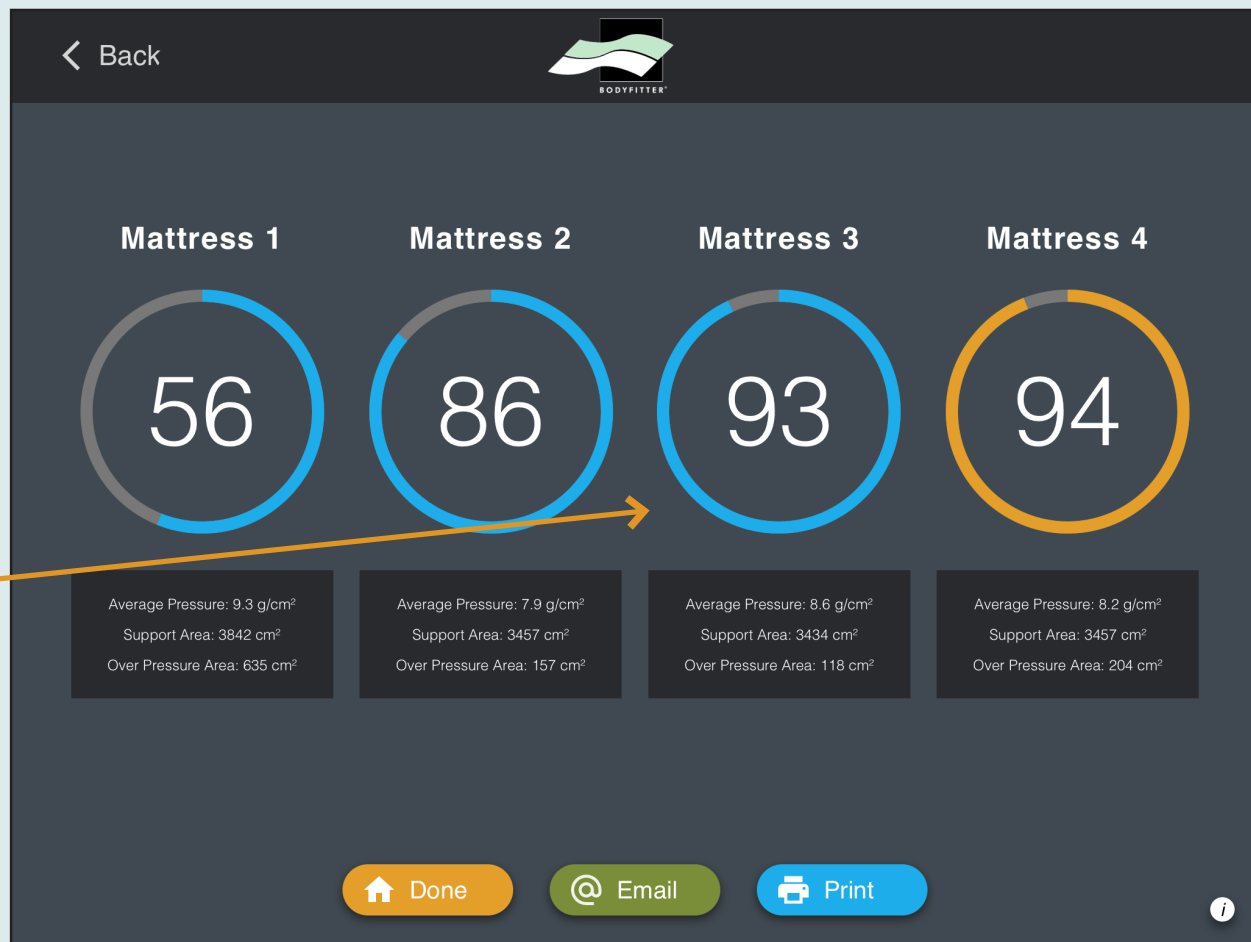 Back
BODYFITTER®
Mattress 1
Mattress 2
Mattress 3
Mattress 4
56
86
93
94
Average Pressure: 9.3 g/cm²
Support Area: 3842 cm²
Over Pressure Area: 635 cm²
Average Pressure: 7.9 g/cm²
Support Area: 3457 cm²
Over Pressure Area: 157 cm²
Average Pressure: 8.6 g/cm²
Support Area: 3434 cm²
Over Pressure Area: 118 cm²
Average Pressure: 8.2 g/cm²
Support Area: 3457 cm²
Over Pressure Area: 204 cm²
Done
@ Email
Print
i